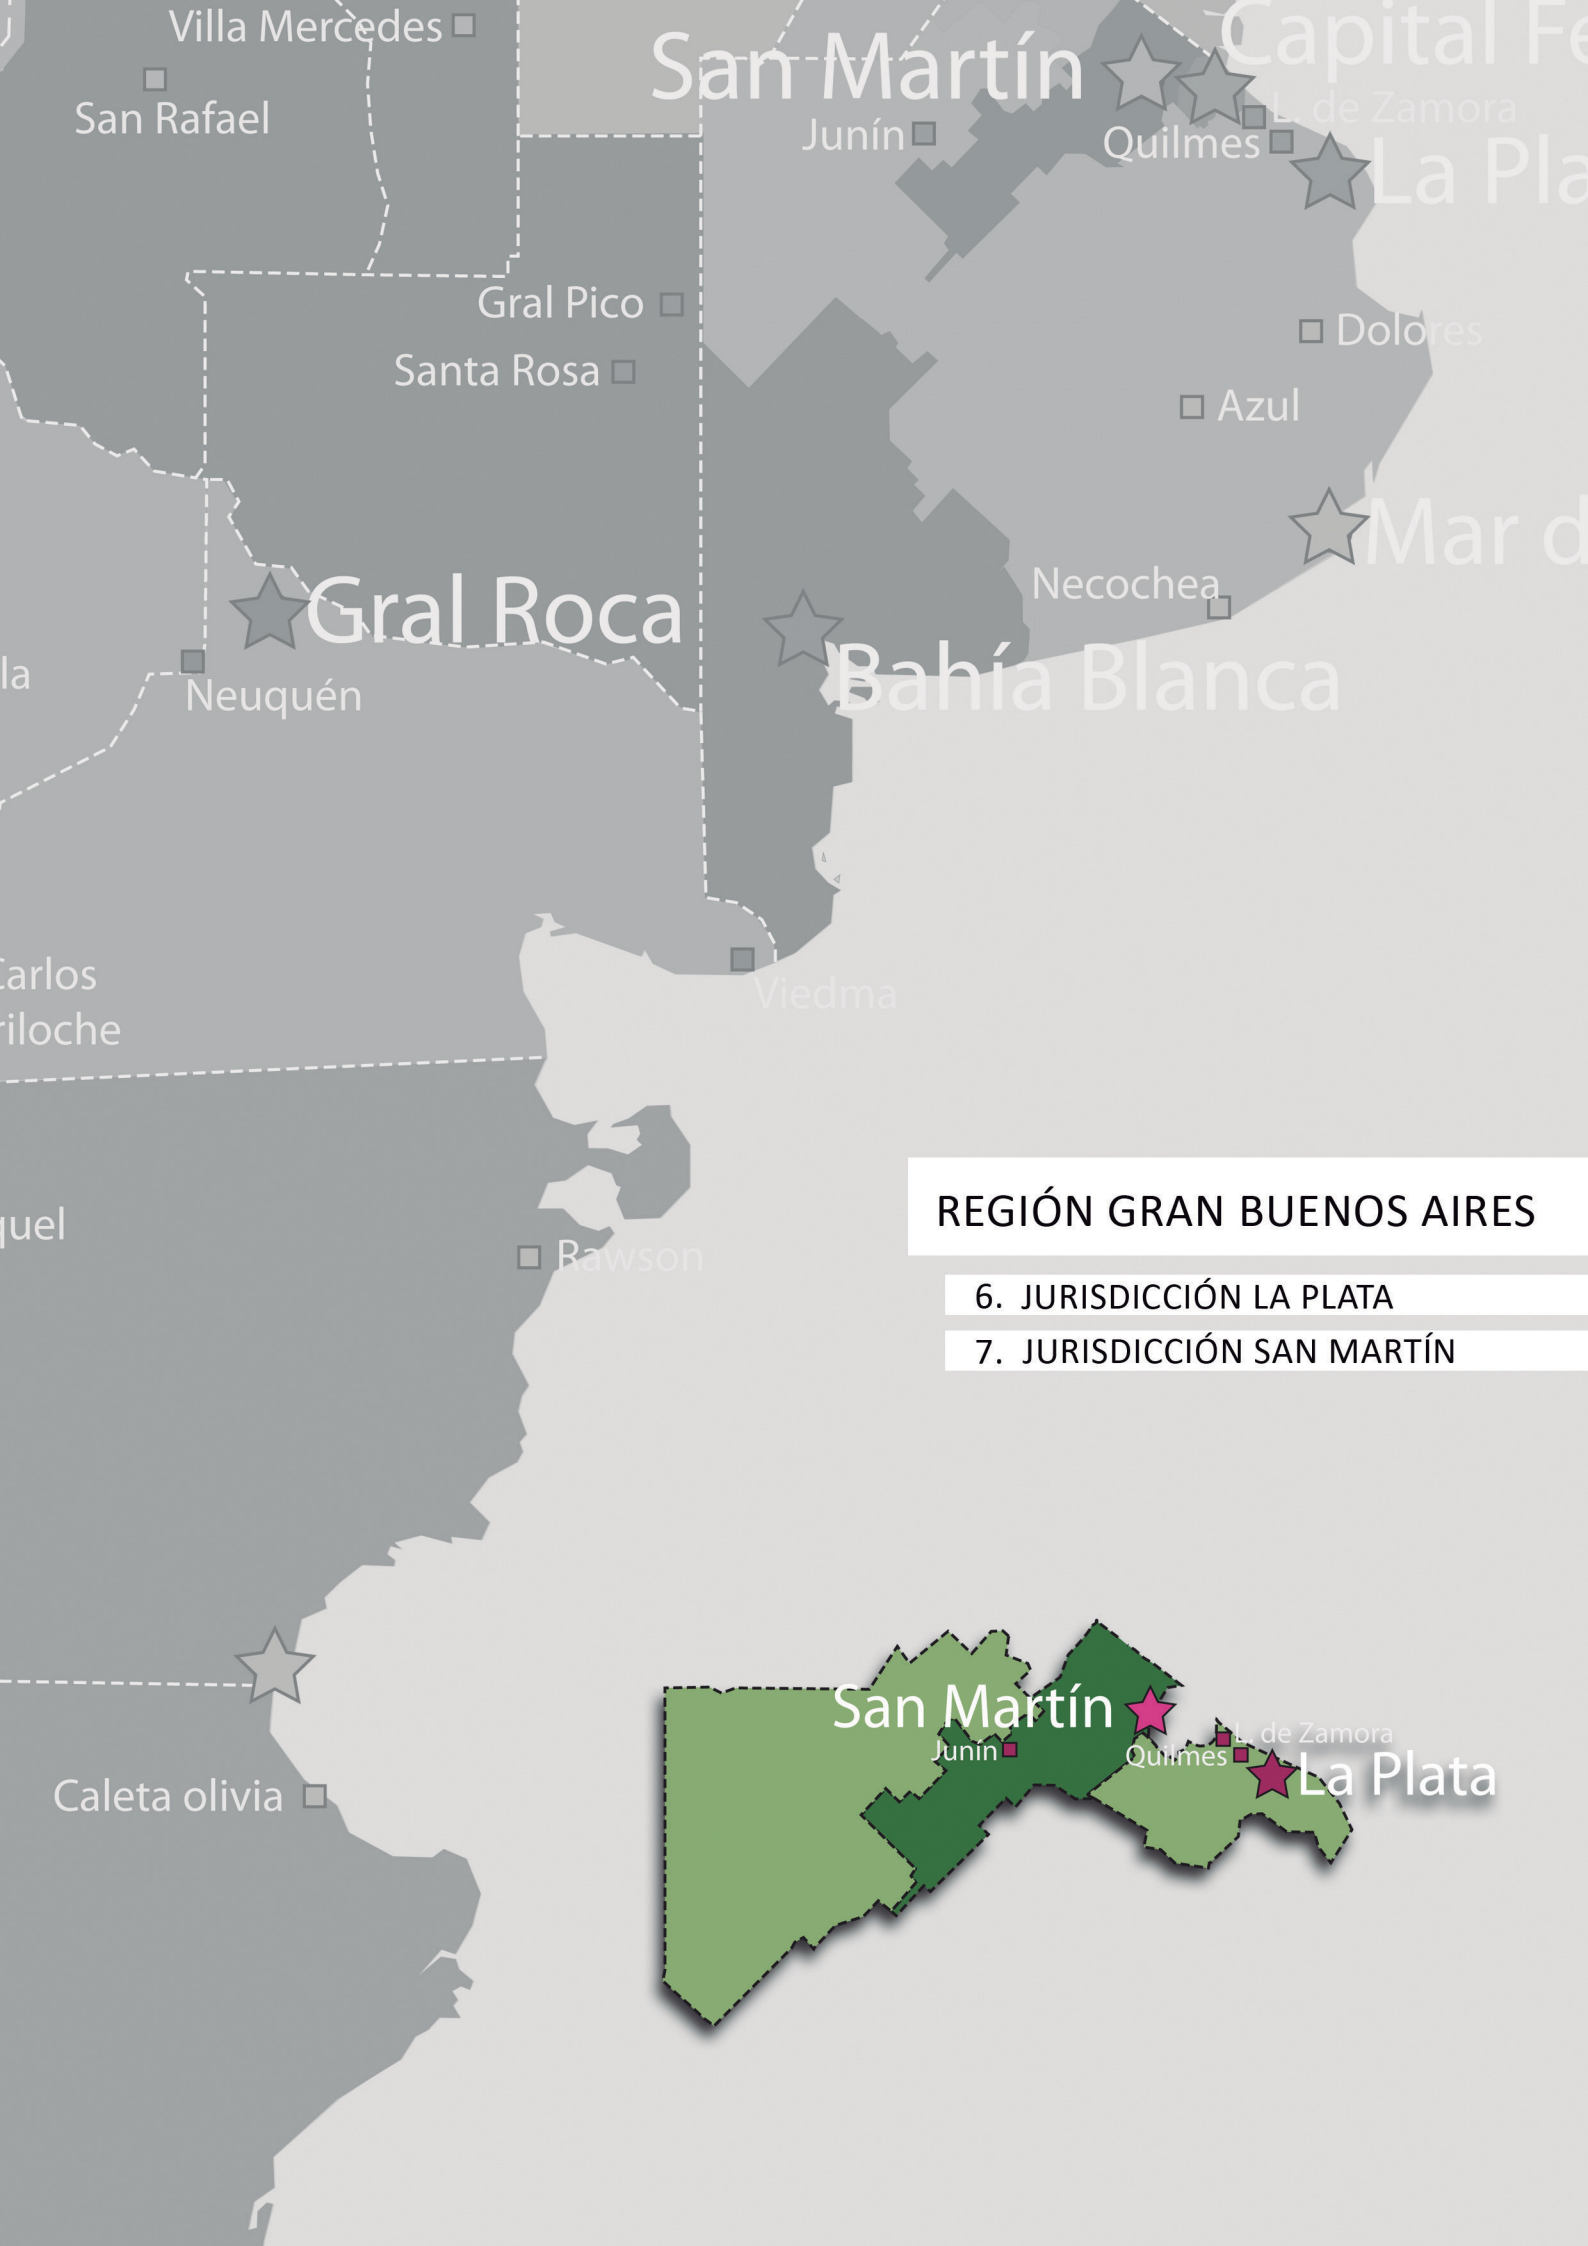 Villa Mercedes
San Rafael
San Martín
Capital Fe
L. de Zamora
Junín
Quilmes
La Pla
Gral Pico
Santa Rosa
Dolores
Azul
Mar d
Necochea
Gral Roca
Bahía Blanca
la
Neuquén
Carlos
riloche
Viedma
REGIÓN GRAN BUENOS AIRES
quel
Rawson
6. JURISDICCIÓN LA PLATA
7. JURISDICCIÓN SAN MARTÍN
San Martín
L. de Zamora
Junín
Quilmes
La Plata
Caleta olivia